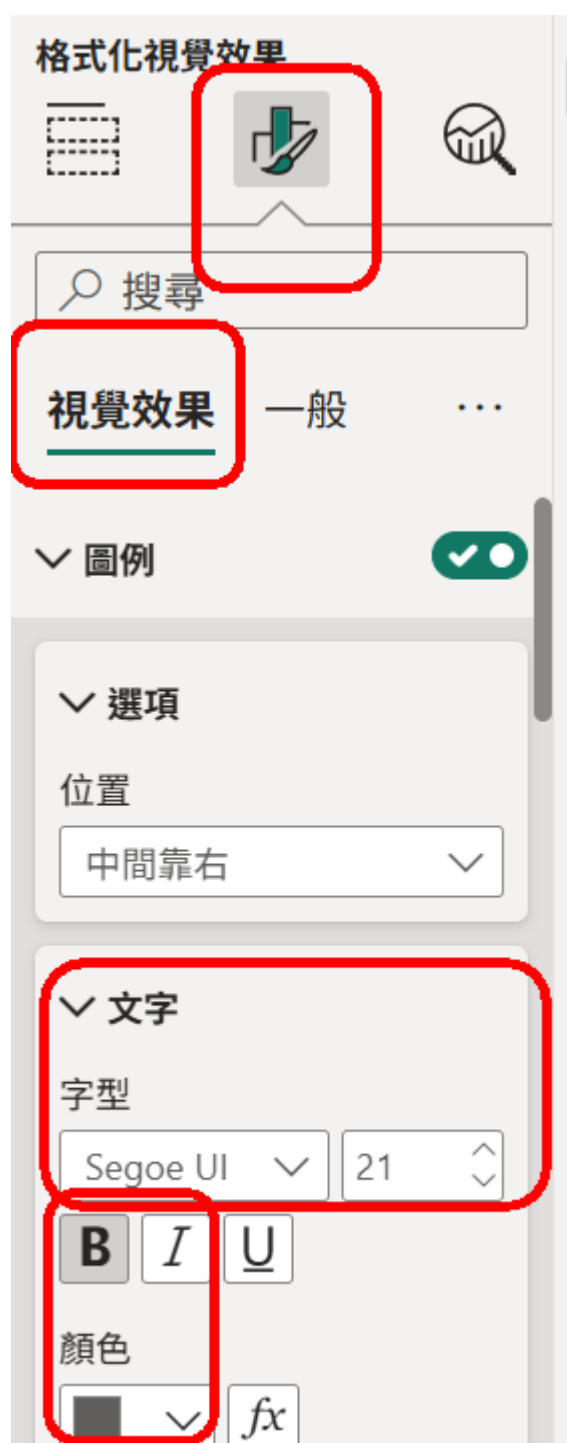 格式化視覺效果
搜尋
視覺效果 一般 ...
圖例
選項
位置
中間靠右
文字
字型
Segoe UI 21
B I U
顏色
fx